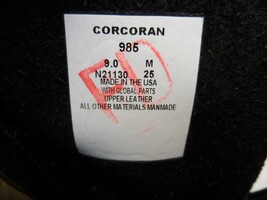 CORCORAN
985
9.0 M
N21130 25
MADE IN THE USA
WITH GLOBAL PARTS
UPPER LEATHER
ALL OTHER MATERIALS MANMADE